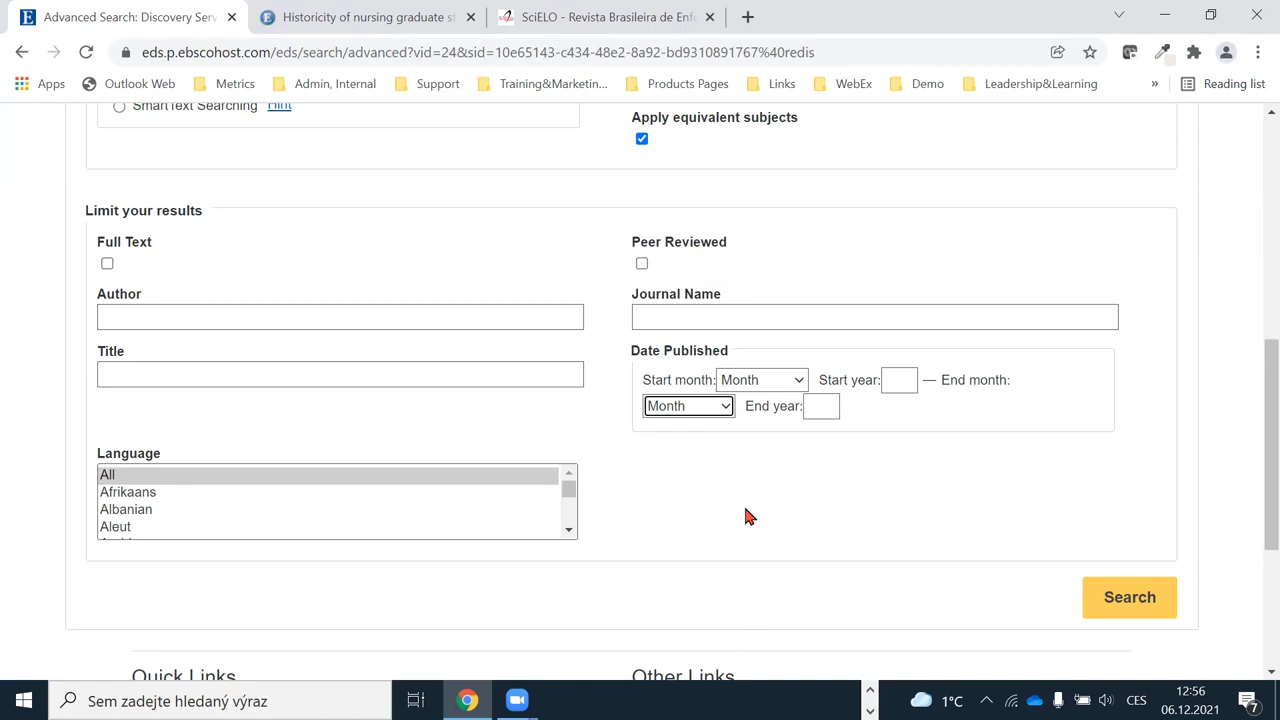 Advanced Search: Discovery Serv
Historicity of nursing graduate st
SciELO - Revista Brasileira de Enfe
eds.p.ebscohost.com/eds/search/advanced?vid=24&sid=10e65143-c434-48e2-8a92-bd9310891767%40redis
Apps
Outlook Web
Metrics
Admin, Internal
Support
Training&Marketin...
Products Pages
Links
WebEx
Demo
Leadership&Learning
»
Reading list
SmartText Searching Hint
Apply equivalent subjects
Limit your results
Full Text
Peer Reviewed
Author
Journal Name
Title
Date Published
Start month: Month Start year: — End month:
Month End year:
Language
All
Afrikaans
Albanian
Aleut
Search
Quick Links
Other Links
Sem zadejte hledaný výraz
1°C
CES
12:56
06.12.2021
7